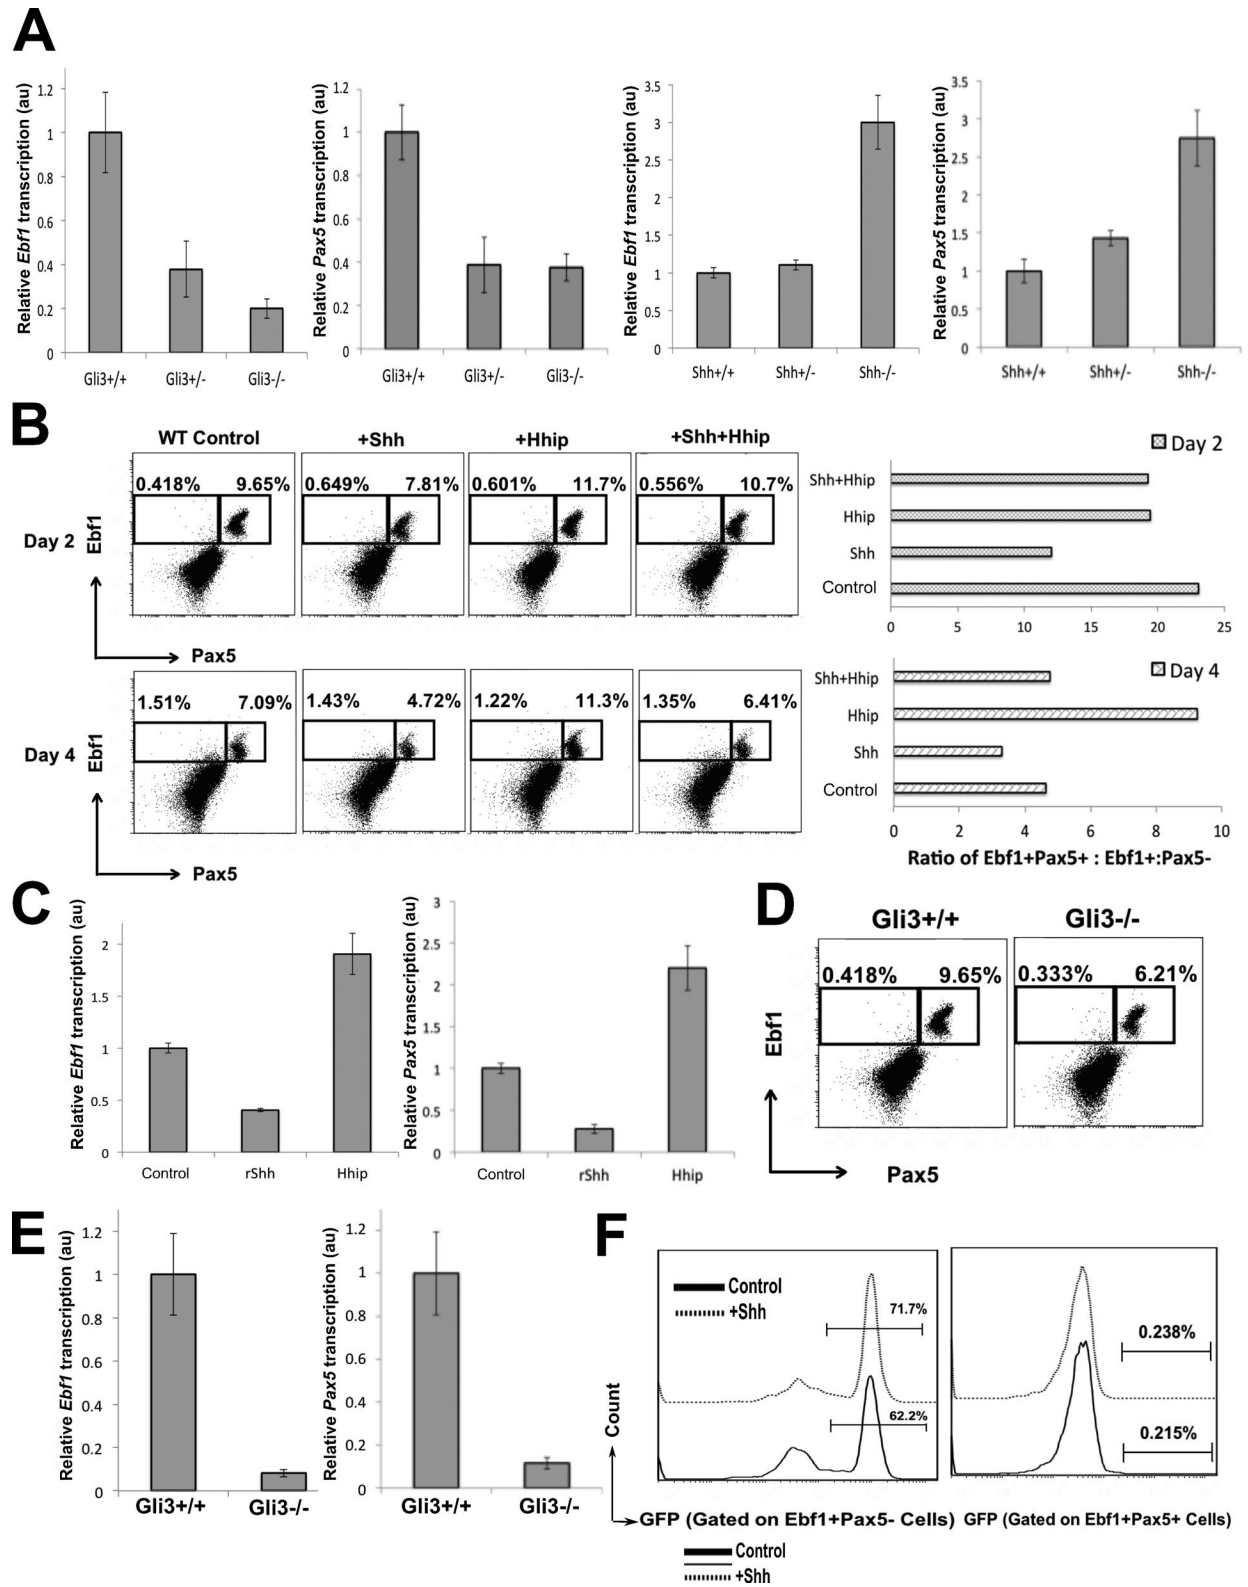 A
Relative Ebf1 transcription (au)
1.2
1
0.8
0.6
0.4
0.2
0
Gli3+/+ Gli3+/- Gli3-/-
Relative Pax5 transcription (au)
1.2
1
0.8
0.6
0.4
0.2
0
Gli3+/+ Gli3+/- Gli3-/-
Relative Ebf1 transcription (au)
3.5
3
2.5
2
1.5
1
0.5
0
Shh+/+ Shh+/- Shh-/-
Relative Pax5 transcription (au)
3.5
3
2.5
2
1.5
1
0.5
0
Shh+/+ Shh+/- Shh-/-
B
WT Control +Shh +Hhip +Shh+Hhip
0.418% 9.65% 0.649% 7.81% 0.601% 11.7% 0.556% 10.7%
Day 2
Ebf1
Pax5
1.51% 7.09% 1.43% 4.72% 1.22% 11.3% 1.35% 6.41%
Day 4
Ebf1
Pax5
Day 2
Shh+Hhip
Hhip
Shh
Control
0 5 10 15 20 25
Day 4
Shh+Hhip
Hhip
Shh
Control
0 2 4 6 8 10
Ratio of Ebf1+Pax5+ : Ebf1+:Pax5-
C
Relative Ebf1 transcription (au)
2
1.5
1
0.5
0
Control rShh Hhip
Relative Pax5 transcription (au)
3
2.5
2
1.5
1
0.5
0
Control rShh Hhip
D
Gli3+/+ Gli3-/-
0.418% 9.65% 0.333% 6.21%
Ebf1
Pax5
E
Relative Ebf1 transcription (au)
1.2
1
0.8
0.6
0.4
0.2
0
Gli3+/+ Gli3-/-
Relative Pax5 transcription (au)
1.2
1
0.8
0.6
0.4
0.2
0
Gli3+/+ Gli3-/-
F
Control
+Shh
71.7%
62.2%
0.238%
0.215%
Count
GFP (Gated on Ebf1+Pax5- Cells) GFP (Gated on Ebf1+Pax5+ Cells)
Control
+Shh